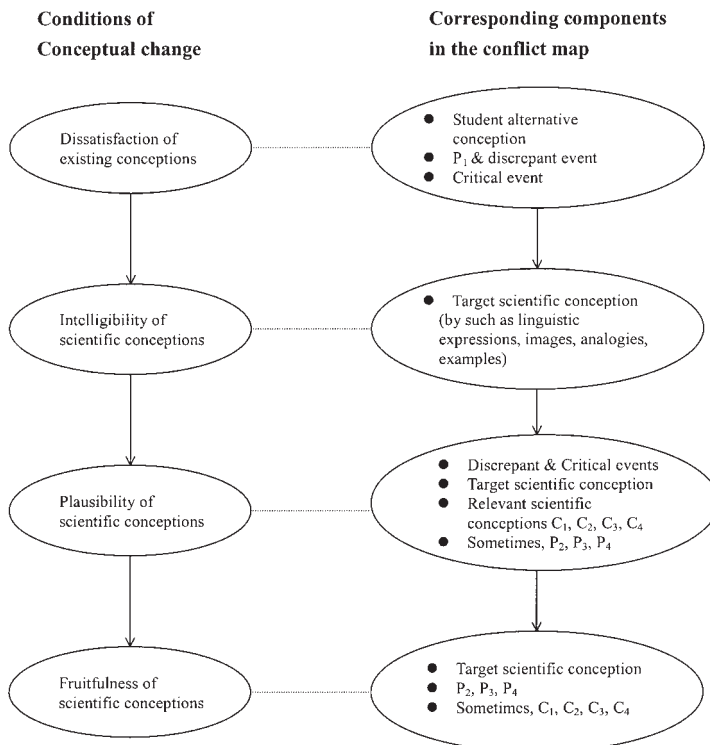 Conditions of
Conceptual change
Corresponding components
in the conflict map
Dissatisfaction of
existing conceptions
● Student alternative
conception
● P₁ & discrepant event
● Critical event
Intelligibility of
scientific conceptions
● Target scientific conception
(by such as linguistic
expressions, images, analogies,
examples)
Plausibility of
scientific conceptions
● Discrepant & Critical events
● Target scientific conception
● Relevant scientific
conceptions C₁, C₂, C₃, C₄
● Sometimes, P₂, P₃, P₄
Fruitfulness of
scientific conceptions
● Target scientific conception
● P₂, P₃, P₄
● Sometimes, C₁, C₂, C₃, C₄